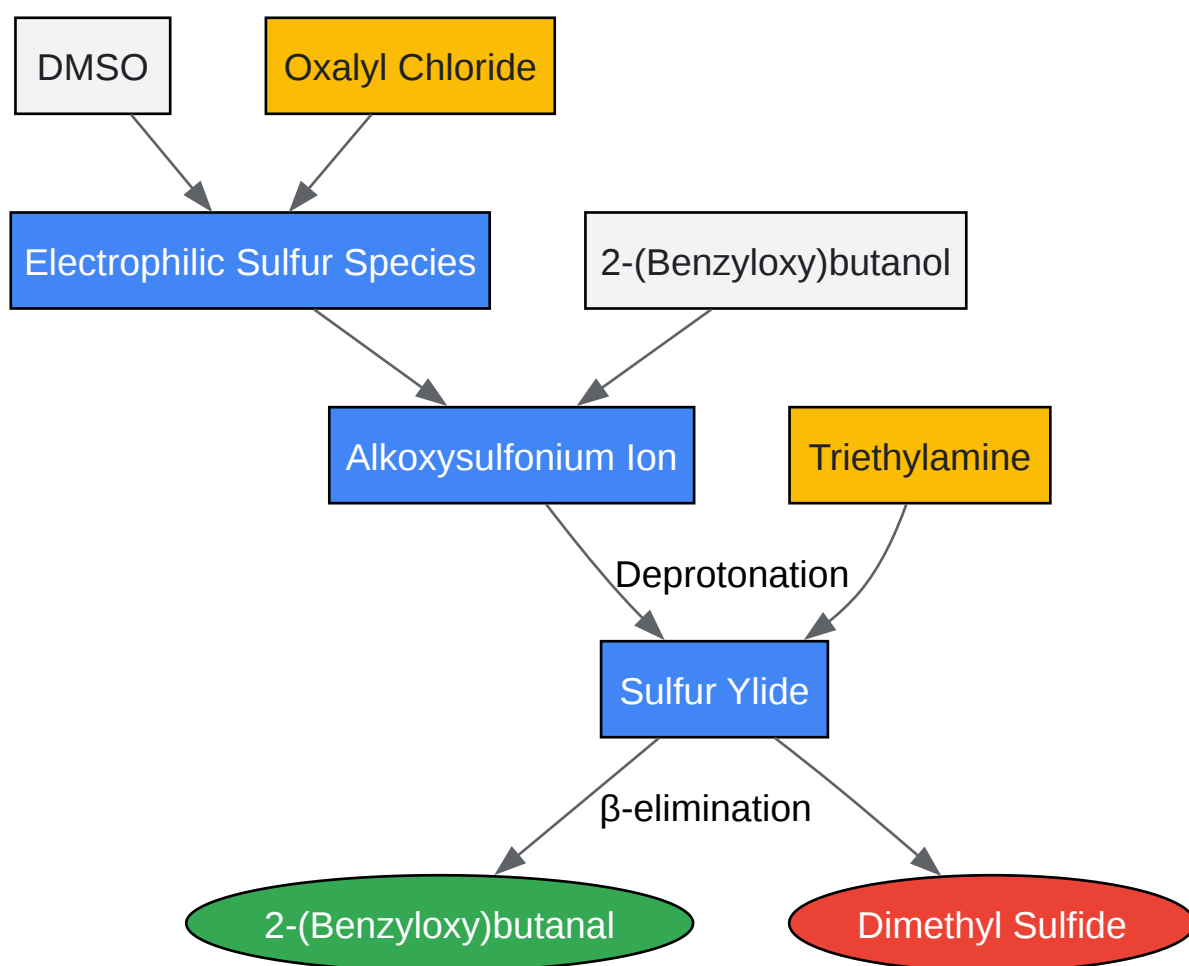 DMSO
Oxalyl Chloride
Electrophilic Sulfur Species
2-(Benzyloxy)butanol
Alkoxysulfonium Ion
Triethylamine
Deprotonation
Sulfur Ylide
β-elimination
2-(Benzyloxy)butanal
Dimethyl Sulfide